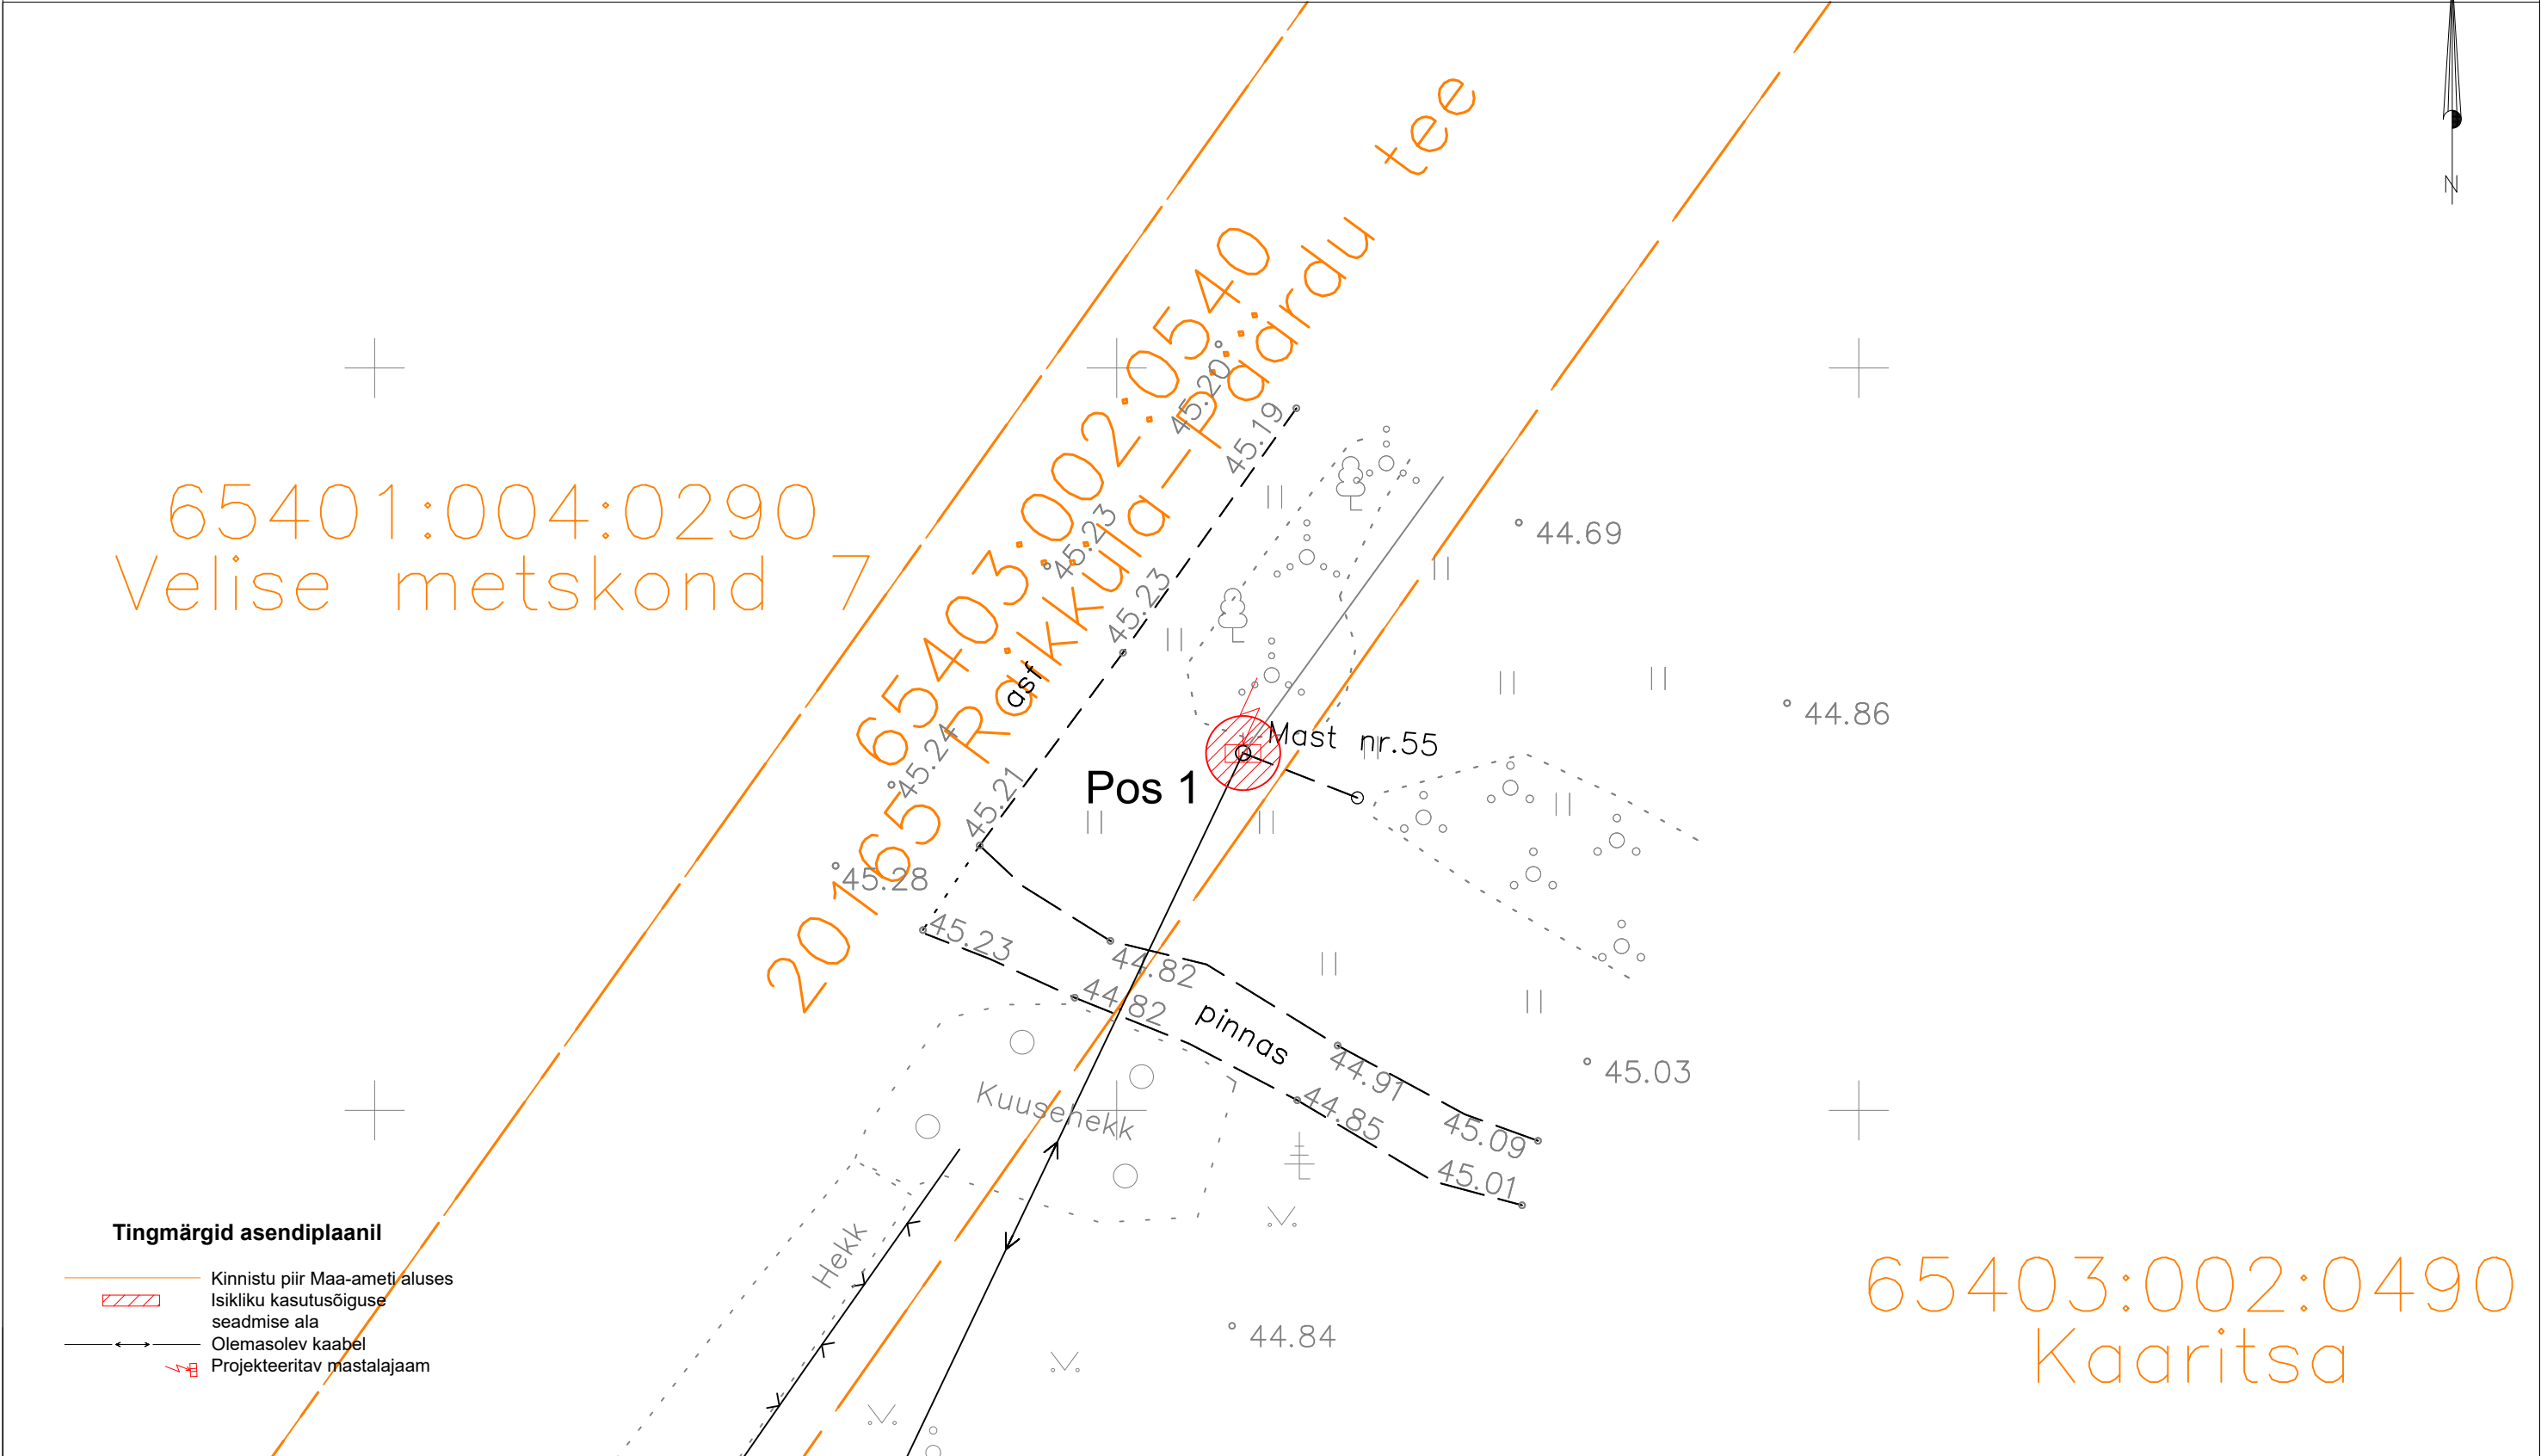 N
65401:004:0290
Velise metskond 7
65403:002:0540
20165 Raikküla-Päärdu tee
45.20
45.19
45.23
45.23
asf
45.24
45.21
45.28
45.23
44.82
44.82
44.69
44.86
Mast nr.55
Pos 1
pinnas
44.91
44.85
45.09
45.01
45.03
Kuusehekk
Hekk
44.84
65403:002:0490
Kaaritsa
Tingmärgid asendiplaanil
Kinnistu piir Maa-ameti aluses
Isikliku kasutusõiguse
seadmise ala
Olemasolev kaabel
Projekteeritav mastalajaam